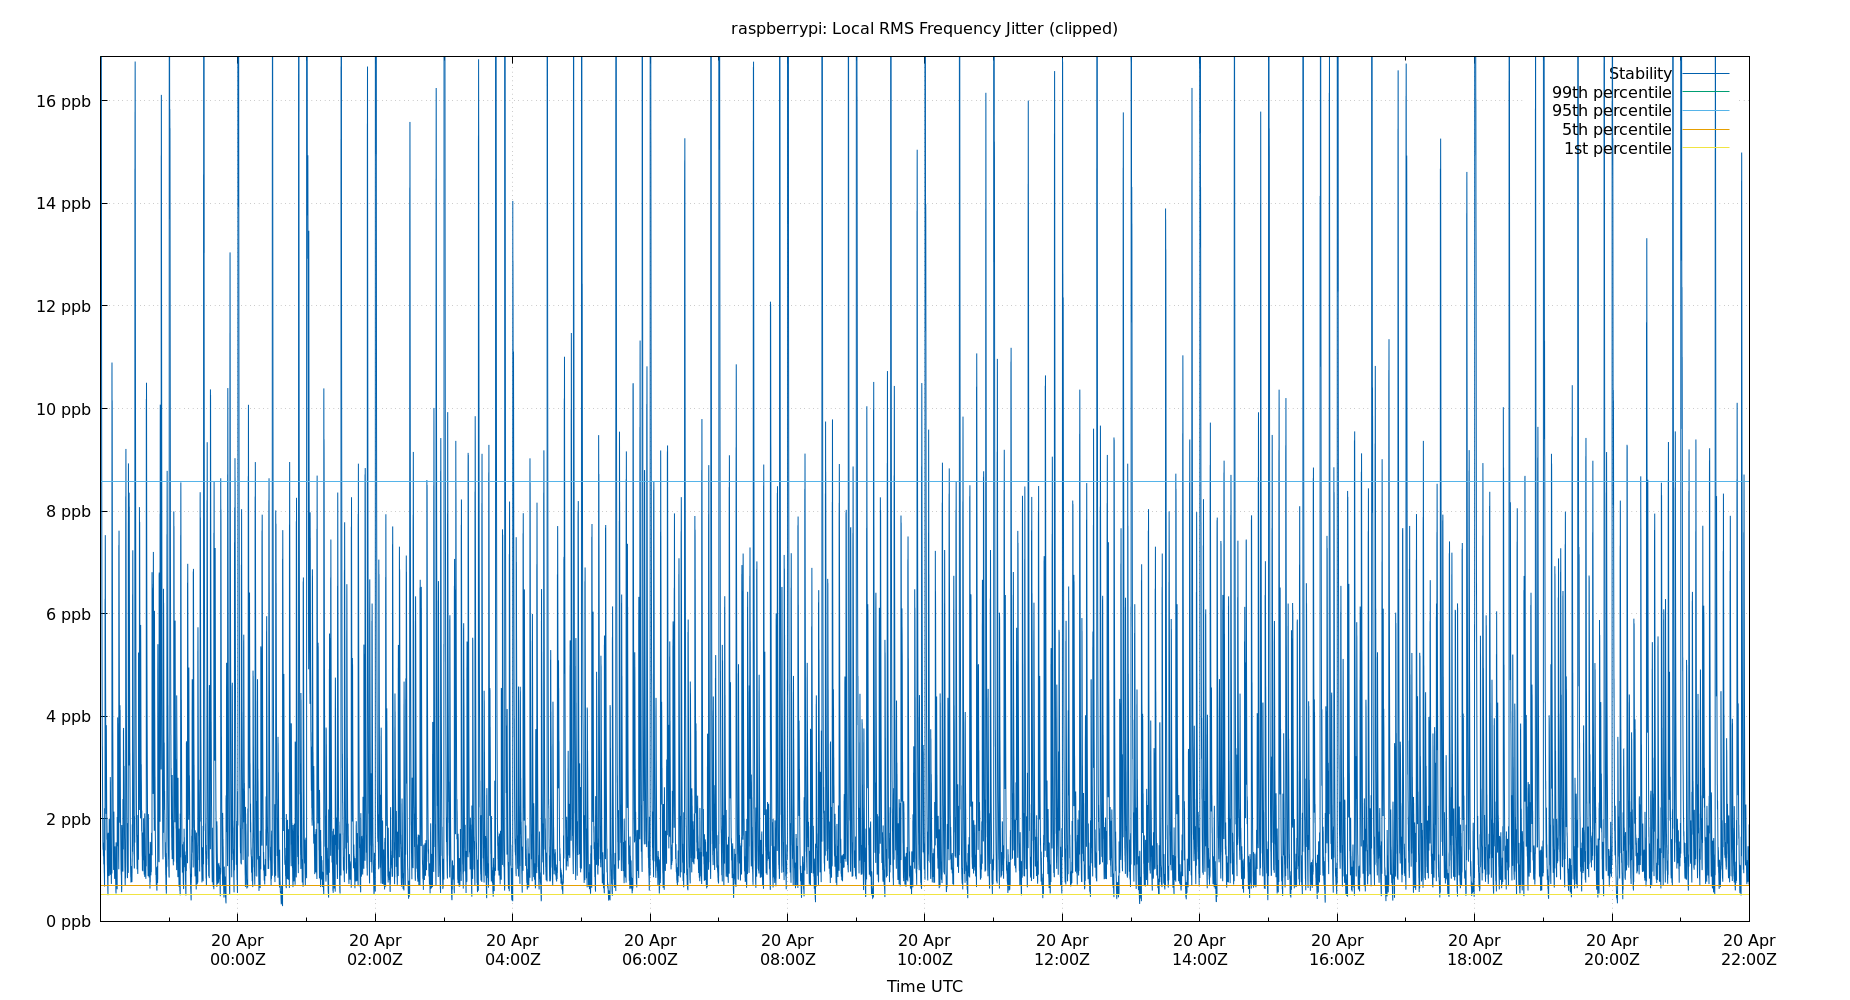 raspberrypi: Local RMS Frequency Jitter (clipped)
Stability
99th percentile
95th percentile
5th percentile
1st percentile
16 ppb
14 ppb
12 ppb
10 ppb
8 ppb
6 ppb
4 ppb
2 ppb
0 ppb
20 Apr 20 Apr 20 Apr 20 Apr 20 Apr 20 Apr 20 Apr 20 Apr 20 Apr 20 Apr 20 Apr 20 Apr
00:00Z 02:00Z 04:00Z 06:00Z 08:00Z 10:00Z 12:00Z 14:00Z 16:00Z 18:00Z 20:00Z 22:00Z
Time UTC